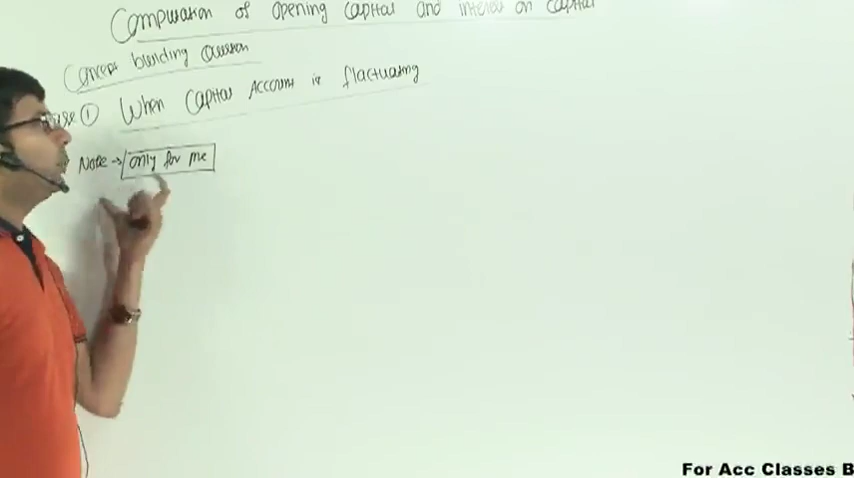 Computation of opening capital and interest on capital
Concept building Question
Case ① When Capital Account is flactuating
Note → only for me
For Acc Classes B